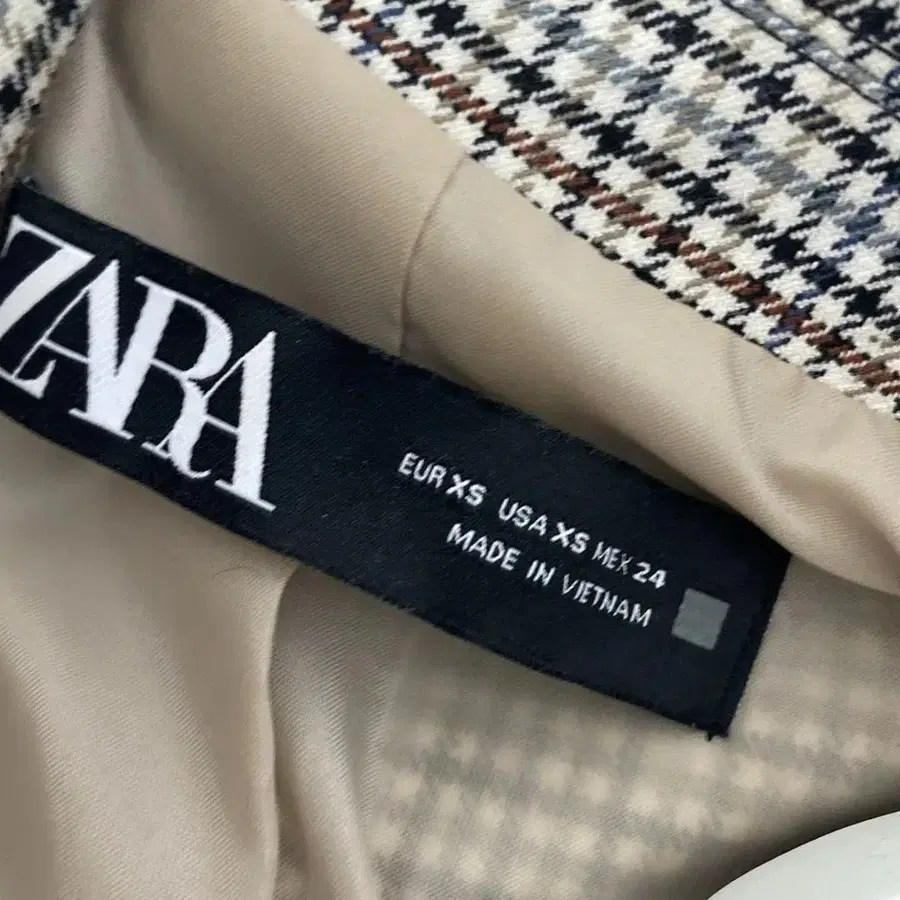 ZARA
EUR XS USA XS MEX 24
MADE IN VIETNAM